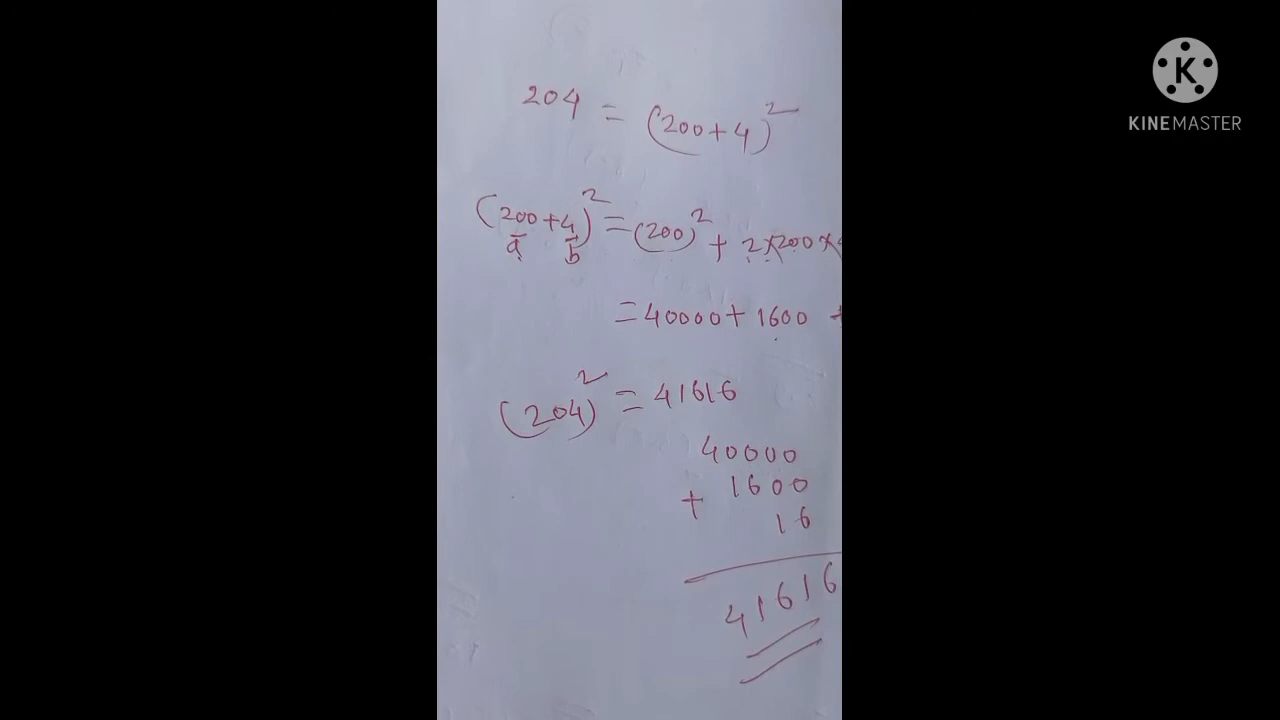 204 = (200+4)²
(200+4)² = (200)² + 2×200×4
a b
= 40000 + 1600 +
(204)² = 41616
40000
+ 1600
16
41616
K
KINEMASTER